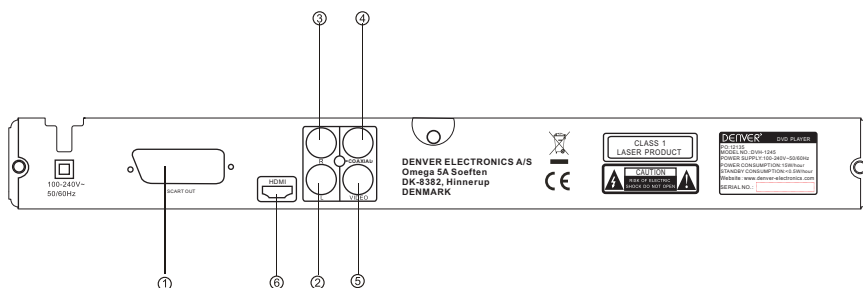 ③ ④
100-240V~
50/60Hz
SCART OUT
HDMI
R
COAXIAL
L
VIDEO
DENVER ELECTRONICS A/S
Omega 5A Soeften
DK-8382, Hinnerup
DENMARK
CE
CLASS 1
LASER PRODUCT
CAUTION
RISK OF ELECTRIC
SHOCK DO NOT OPEN
DENVER® DVD PLAYER
PO:12135
MODEL NO.:DVH-1245
POWER SUPPLY:100-240V~50/60Hz
POWER CONSUMPTION:15W/hour
STANDBY CONSUMPTION:<0.5W/hour
Website: www.denver-electronics.com
SERIAL NO.:
① ⑥ ② ⑤